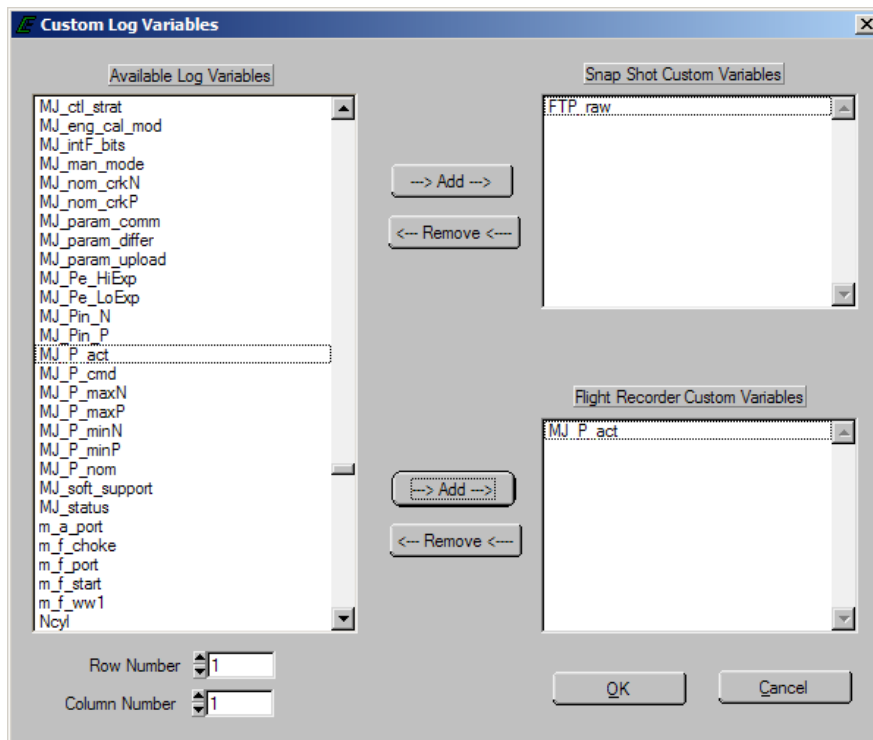 Custom Log Variables
Available Log Variables
MJ_ctl_strat
MJ_eng_cal_mod
MJ_intF_bits
MJ_man_mode
MJ_nom_crkN
MJ_nom_crkP
MJ_param_comm
MJ_param_differ
MJ_param_upload
MJ_Pe_HiExp
MJ_Pe_LoExp
MJ_Pin_N
MJ_Pin_P
MJ_P_act
MJ_P_cmd
MJ_P_maxN
MJ_P_maxP
MJ_P_minN
MJ_P_minP
MJ_P_nom
MJ_soft_support
MJ_status
m_a_port
m_f_choke
m_f_port
m_f_start
m_f_ww1
Ncyl
Row Number 1
Column Number 1
---> Add --->
<--- Remove <----
---> Add --->
<--- Remove <----
Snap Shot Custom Variables
FTP_raw
Flight Recorder Custom Variables
MJ_P_act
OK
Cancel